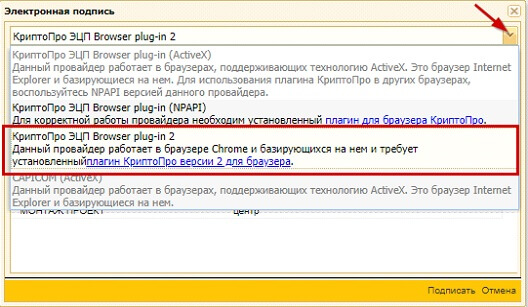 Электронная подпись
КриптоПро ЭЦП Browser plug-in 2
КриптоПро ЭЦП Browser plug-in (ActiveX)
Данный провайдер работает в браузерах, поддерживающих технологию ActiveX. Это браузер Internet
Explorer и базирующиеся на нем. Для использования плагина КриптоПро в других браузерах,
воспользуйтесь NPAPI версией данного провайдера.
КриптоПро ЭЦП Browser plug-in (NPAPI)
Для корректной работы провайдера необходим установленный плагин для браузера КриптоПро.
КриптоПро ЭЦП Browser plug-in 2
Данный провайдер работает в браузере Chrome и базирующихся на нем и требует
установленныйплагин КриптоПро версии 2 для браузера.
CAPICOM (ActiveX)
Данный провайдер работает в браузерах, поддерживающих технологию ActiveX. Это браузер Internet
Explorer и базирующиеся на нем.
МОНТАЖ ПРОЕКТ центр
Подписать Отмена